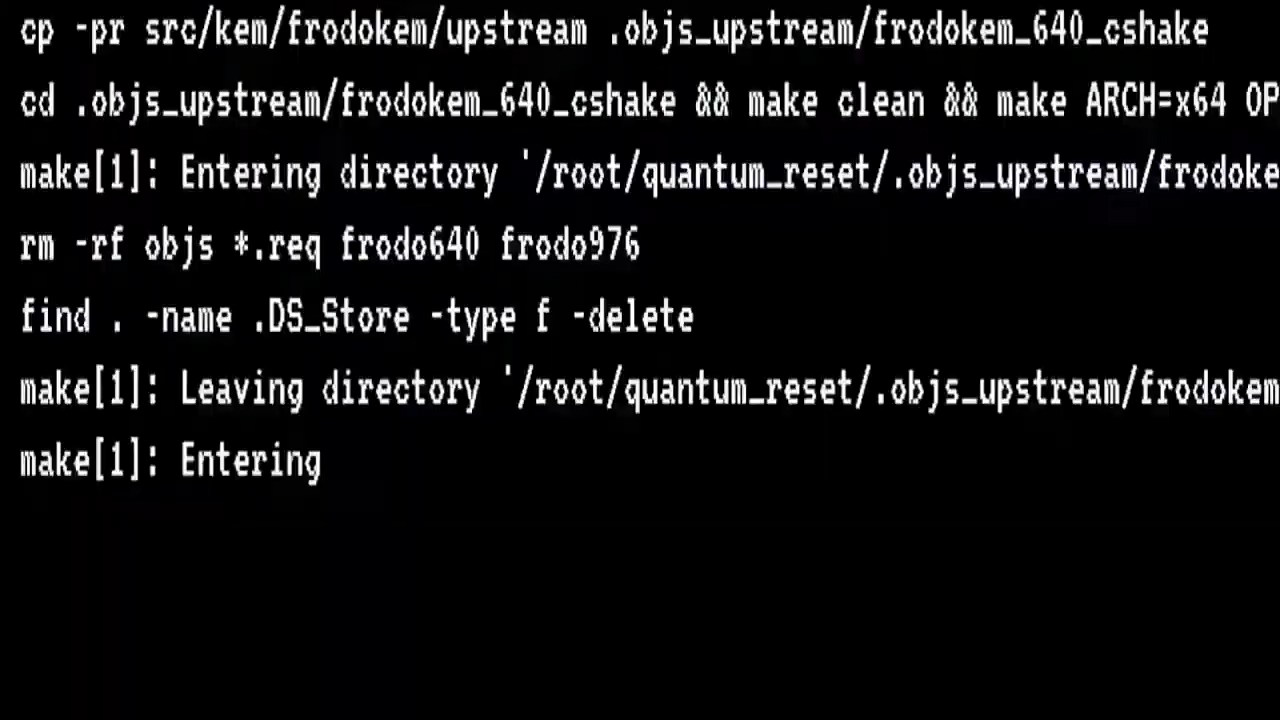 cp -pr src/kem/frodokem/upstream .objs_upstream/frodokem_640_cshake
cd .objs_upstream/frodokem_640_cshake && make clean && make ARCH=x64 OP
make[1]: Entering directory '/root/quantum_reset/.objs_upstream/frodoke
rm -rf objs *.req frodo640 frodo976
find . -name .DS_Store -type f -delete
make[1]: Leaving directory '/root/quantum_reset/.objs_upstream/frodokem
make[1]: Entering